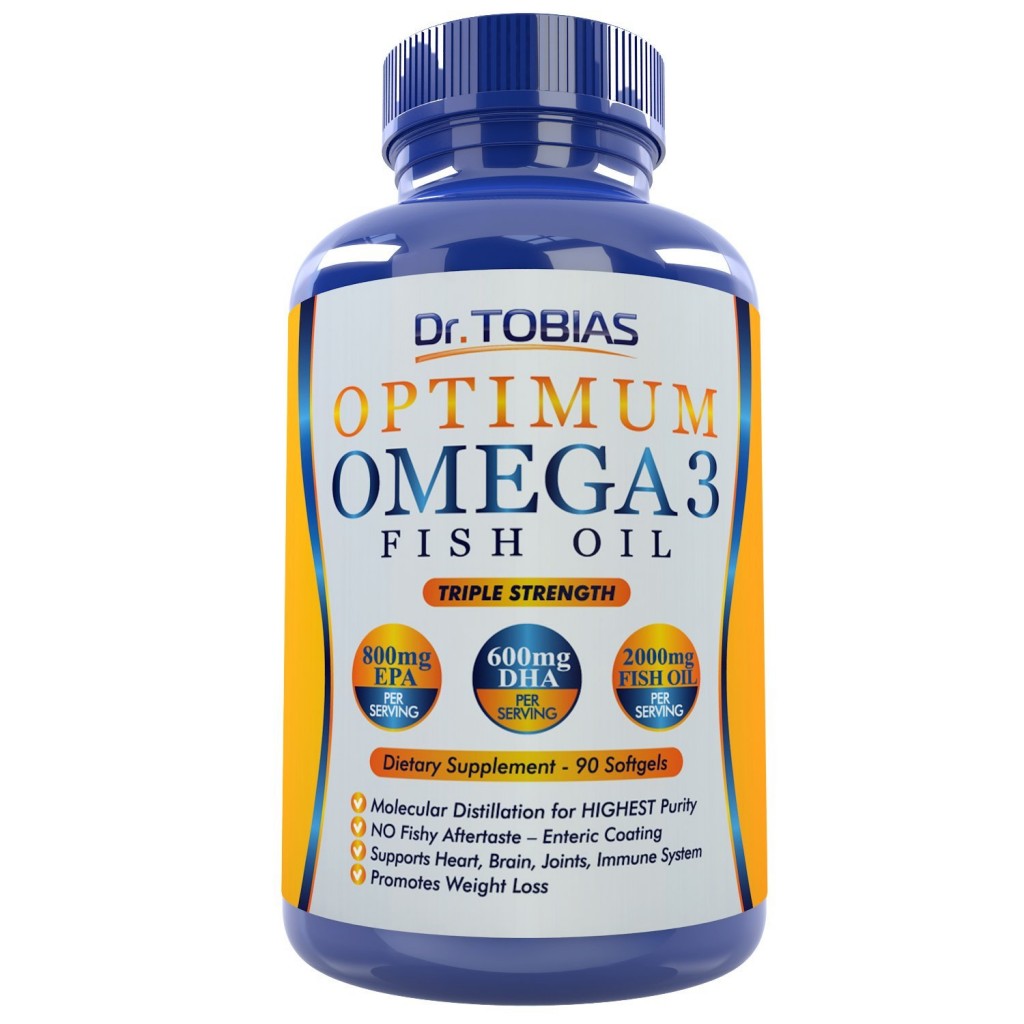 Dr. TOBIAS
OPTIMUM
OMEGA 3
FISH OIL
TRIPLE STRENGTH
800mg
EPA
PER
SERVING
600mg
DHA
PER
SERVING
2000mg
FISH OIL
PER
SERVING
Dietary Supplement - 90 Softgels
Molecular Distillation for HIGHEST Purity
NO Fishy Aftertaste – Enteric Coating
Supports Heart, Brain, Joints, Immune System
Promotes Weight Loss